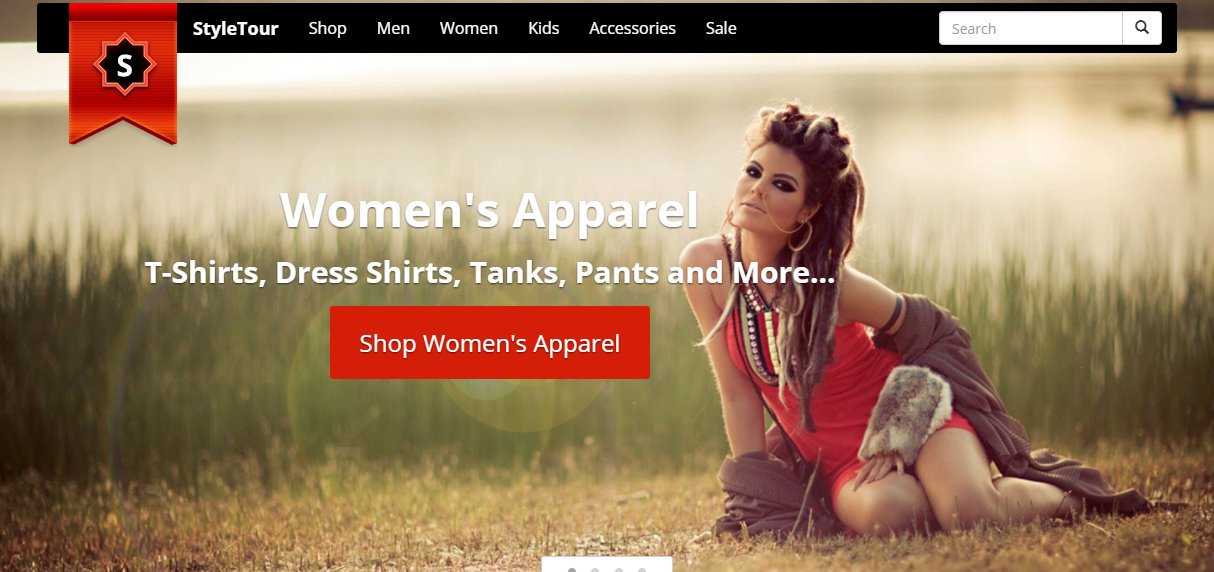 S
StyleTour Shop Men Women Kids Accessories Sale Search
Women's Apparel
T-Shirts, Dress Shirts, Tanks, Pants and More...
Shop Women's Apparel